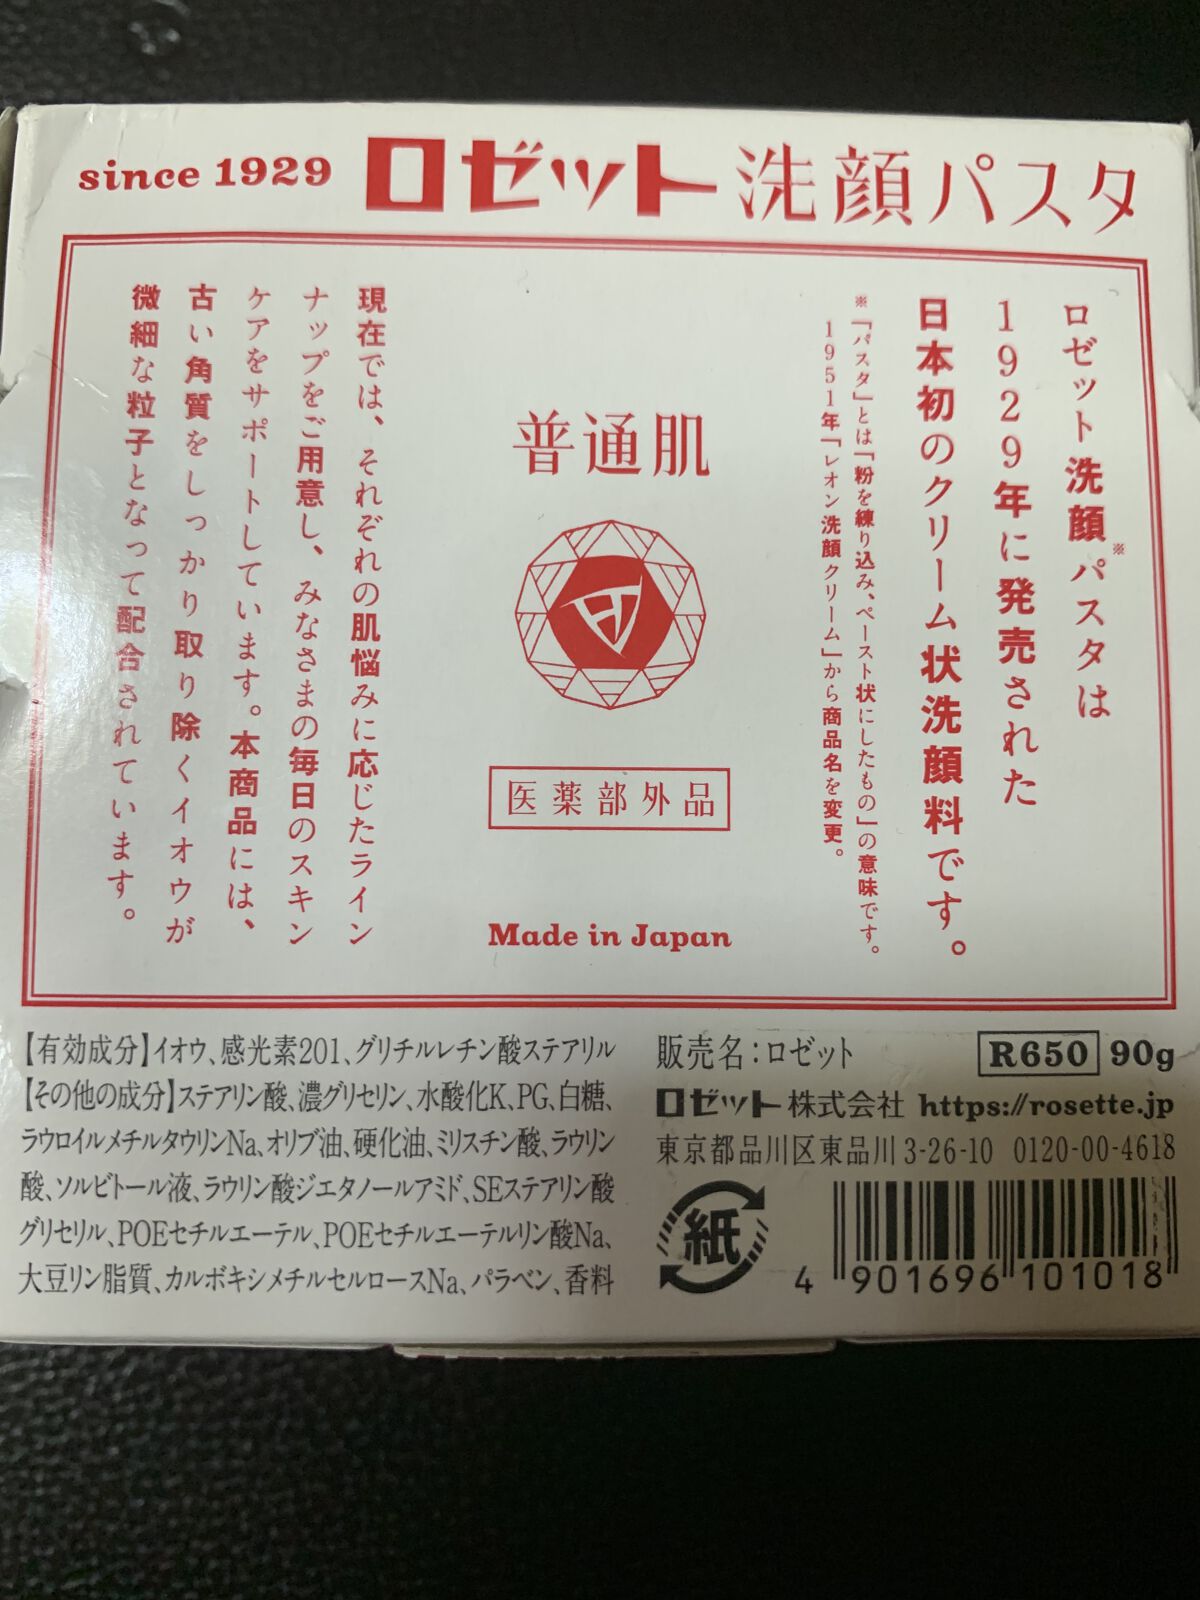 since 1929 ロゼット洗顔パスタ
ロゼット洗顔パスタ※は
1929年に発売された
日本初のクリーム状洗顔料です。
※「パスタ」とは「粉を練り込み、ペースト状にしたもの」の意味です。
1951年「レオン洗顔クリーム」から商品名を変更。
普通肌
医薬部外品
Made in Japan
現在では、それぞれの肌悩みに応じたライン
ナップをご用意し、みなさまの毎日のスキン
ケアをサポートしています。本商品には、
古い角質をしっかり取り除くイオウが
微細な粒子となって配合されています。
【有効成分】イオウ、感光素201、グリチルレチン酸ステアリル
【その他の成分】ステアリン酸、濃グリセリン、水酸化K、PG、白糖、
ラウロイルメチルタウリンNa、オリブ油、硬化油、ミリスチン酸、ラウリン
酸、ソルビトール液、ラウリン酸ジエタノールアミド、SEステアリン酸
グリセリル、POEセチルエーテル、POEセチルエーテルリン酸Na、
大豆リン脂質、カルボキシメチルセルロースNa、パラベン、香料
販売名：ロゼット R650 90g
ロゼット株式会社 https://rosette.jp
東京都品川区東品川3-26-10 0120-00-4618
紙
4 901696 101018